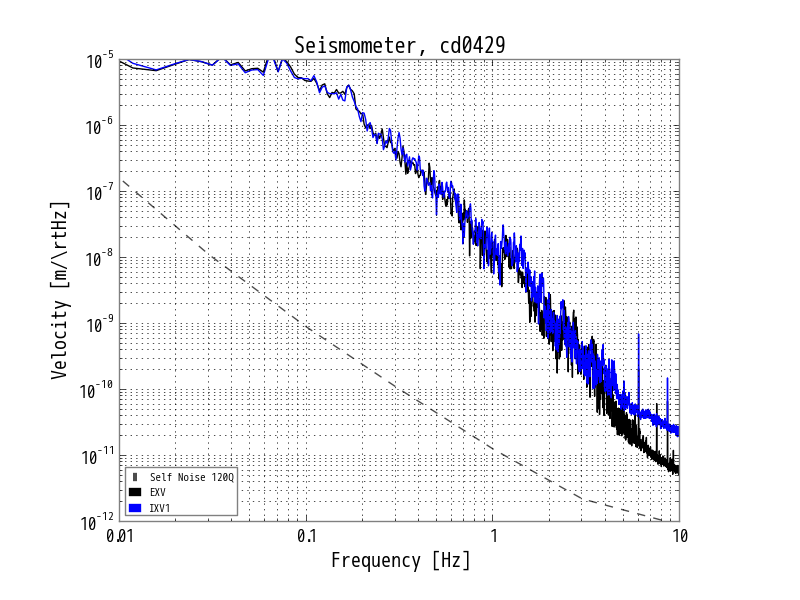 Seismometer, cd0429
Velocity [m/\rtHz]
10^-5
10^-6
10^-7
10^-8
10^-9
10^-10
10^-11
10^-12
Self Noise 120Q
EXV
IXV1
0.01 0.1 1 10
Frequency [Hz]